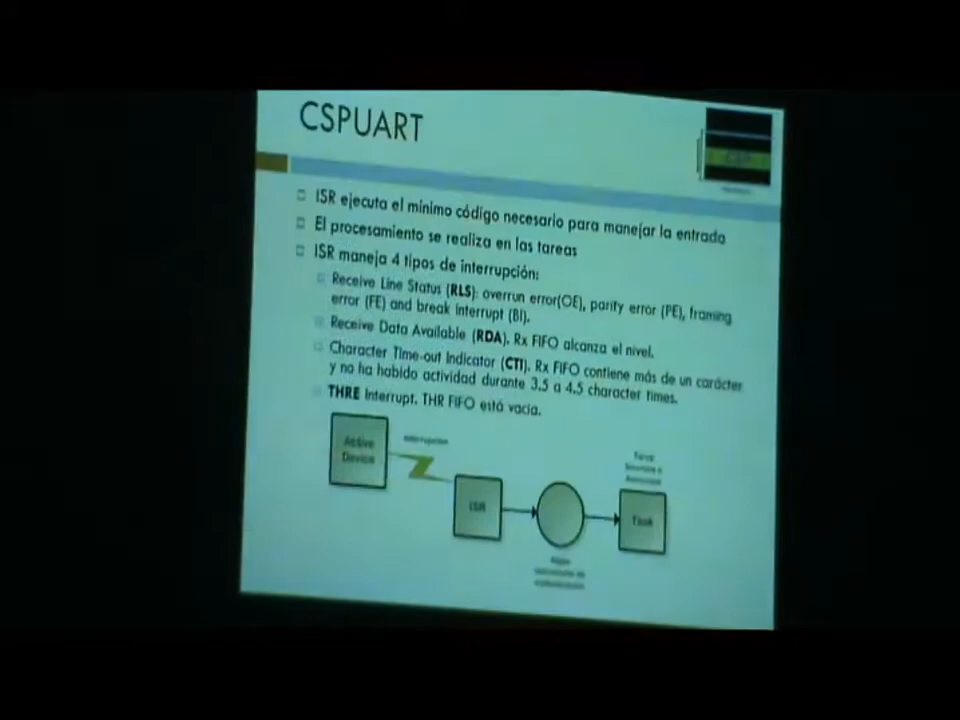 CSPUART
ISR ejecuta el mínimo código necesario para manejar la entrada
El procesamiento se realiza en las tareas
ISR maneja 4 tipos de interrupción:
Receive Line Status (RLS): overrun error(OE), parity error (PE), framing
error (FE) and break interrupt (BI).
Receive Data Available (RDA). Rx FIFO alcanza el nivel.
Character Time-out Indicator (CTI). Rx FIFO contiene más de un carácter
y no ha habido actividad durante 3.5 a 4.5 character times.
THRE Interrupt. THR FIFO está vacia.
Active
Device
ISR
Task